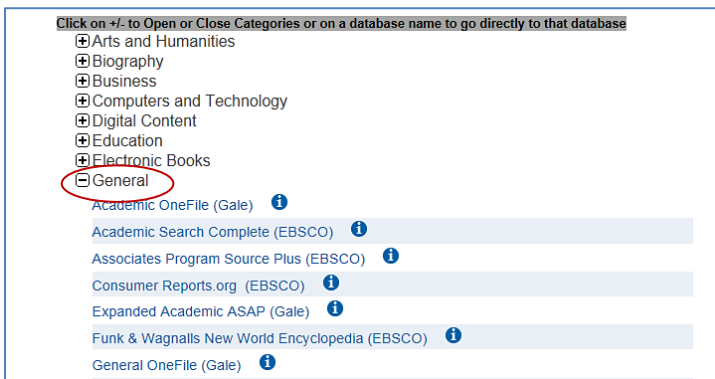 Click on +/- to Open or Close Categories or on a database name to go directly to that database
Arts and Humanities
Biography
Business
Computers and Technology
Digital Content
Education
Electronic Books
General
Academic OneFile (Gale)
Academic Search Complete (EBSCO)
Associates Program Source Plus (EBSCO)
Consumer Reports.org (EBSCO)
Expanded Academic ASAP (Gale)
Funk & Wagnalls New World Encyclopedia (EBSCO)
General OneFile (Gale)